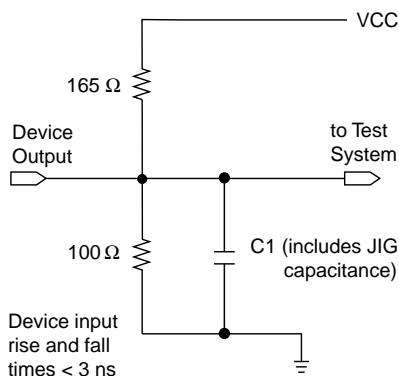 VCC
165 Ω
Device
Output
to Test
System
100 Ω
C1 (includes JIG
capacitance)
Device input
rise and fall
times < 3 ns